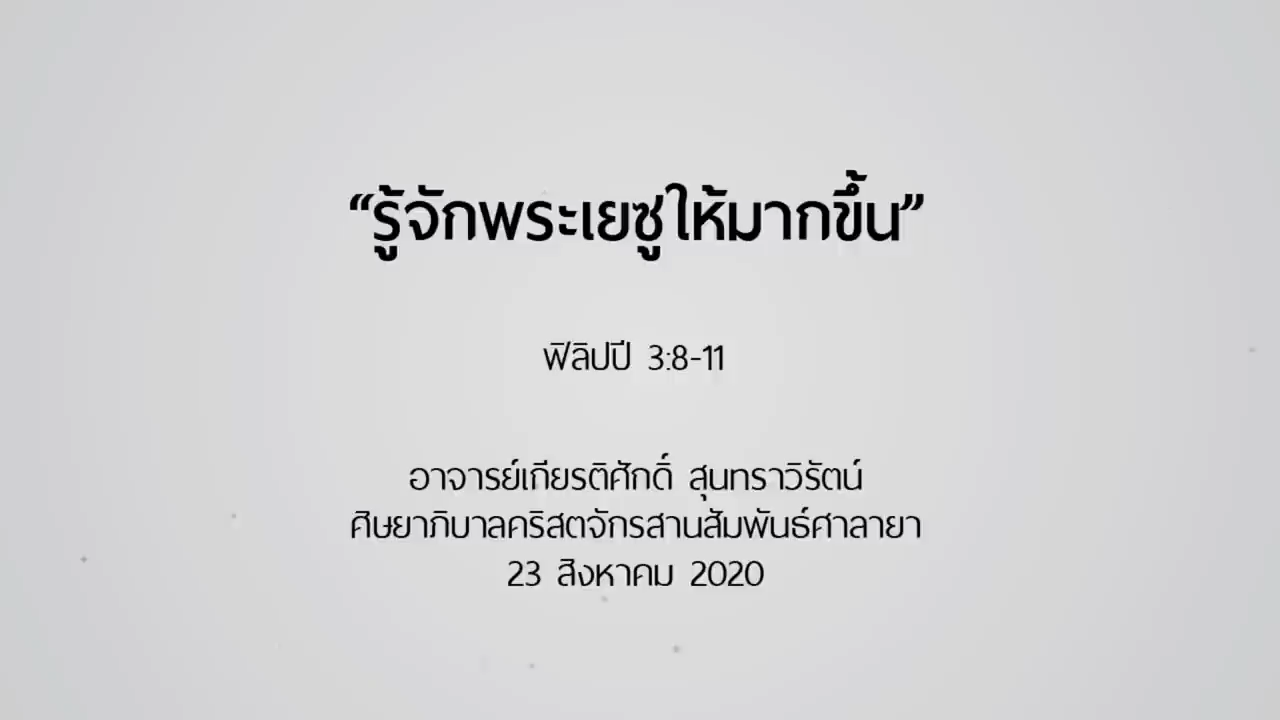 “รู้จักพระเยซูให้มากขึ้น”
ฟิลิปปี 3:8-11
อาจารย์เกียรติศักดิ์ สุนทราวิรัตน์
ศิษยาภิบาลคริสตจักรสานสัมพันธ์ศาลายา
23 สิงหาคม 2020